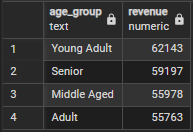 age_group revenue
text numeric
1 Young Adult 62143
2 Senior 59197
3 Middle Aged 55978
4 Adult 55763